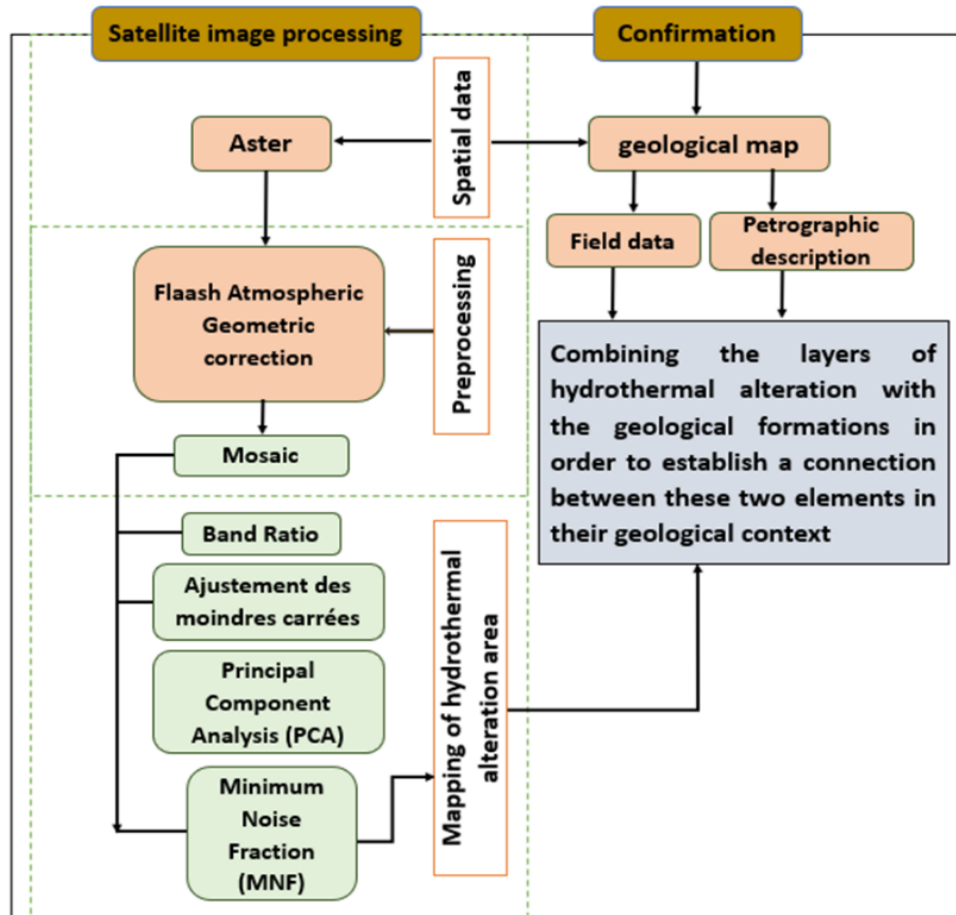 Satellite image processing
Confirmation
Spatial data
Aster
geological map
Field data
Petrographic
description
Preprocessing
Flaash Atmospheric
Geometric
correction
Mosaic
Combining the layers of
hydrothermal alteration with
the geological formations in
order to establish a connection
between these two elements in
their geological context
Band Ratio
Ajustement des
moindres carrées
Principal
Component
Analysis (PCA)
Minimum
Noise
Fraction
(MNF)
Mapping of hydrothermal
alteration area